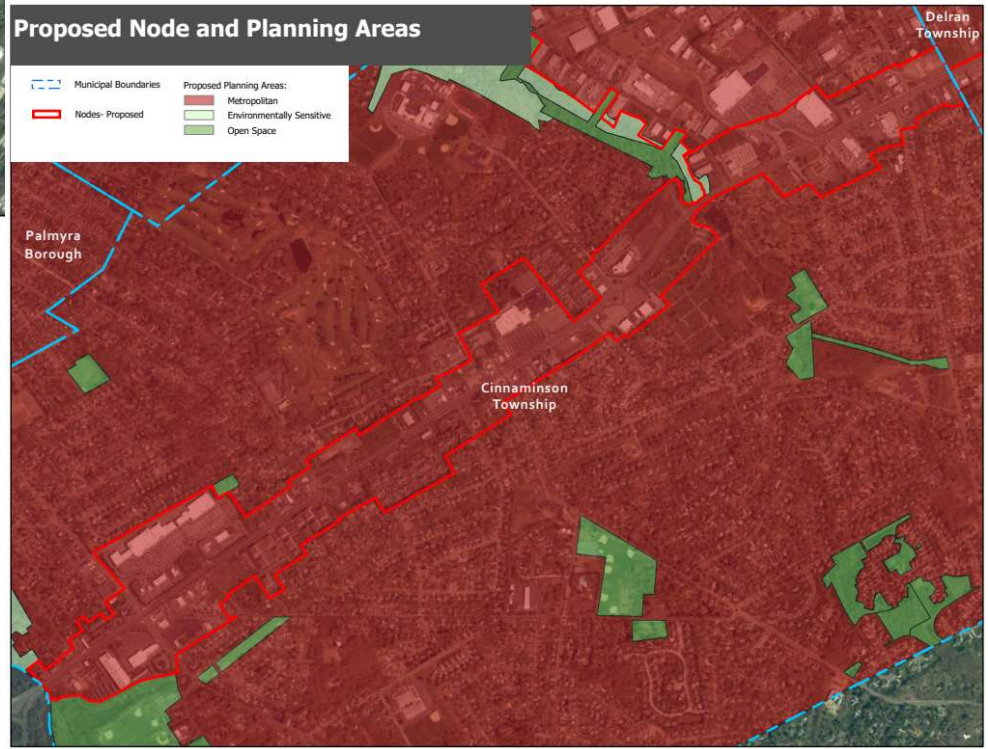 Proposed Node and Planning Areas
Municipal Boundaries
Nodes- Proposed
Proposed Planning Areas:
Metropolitan
Environmentally Sensitive
Open Space
Delran
Township
Palmyra
Borough
Cinnaminson
Township